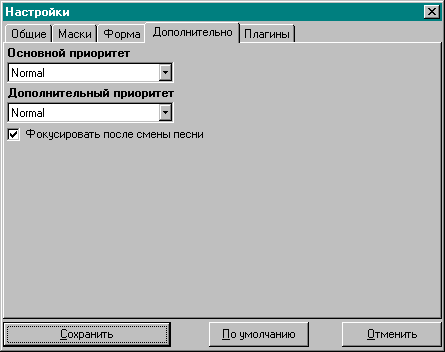 Настройки
Общие Маски Форма Дополнительно Плагины
Основной приоритет
Normal
Дополнительный приоритет
Normal
Фокусировать после смены песни
Сохранить По умолчанию Отменить